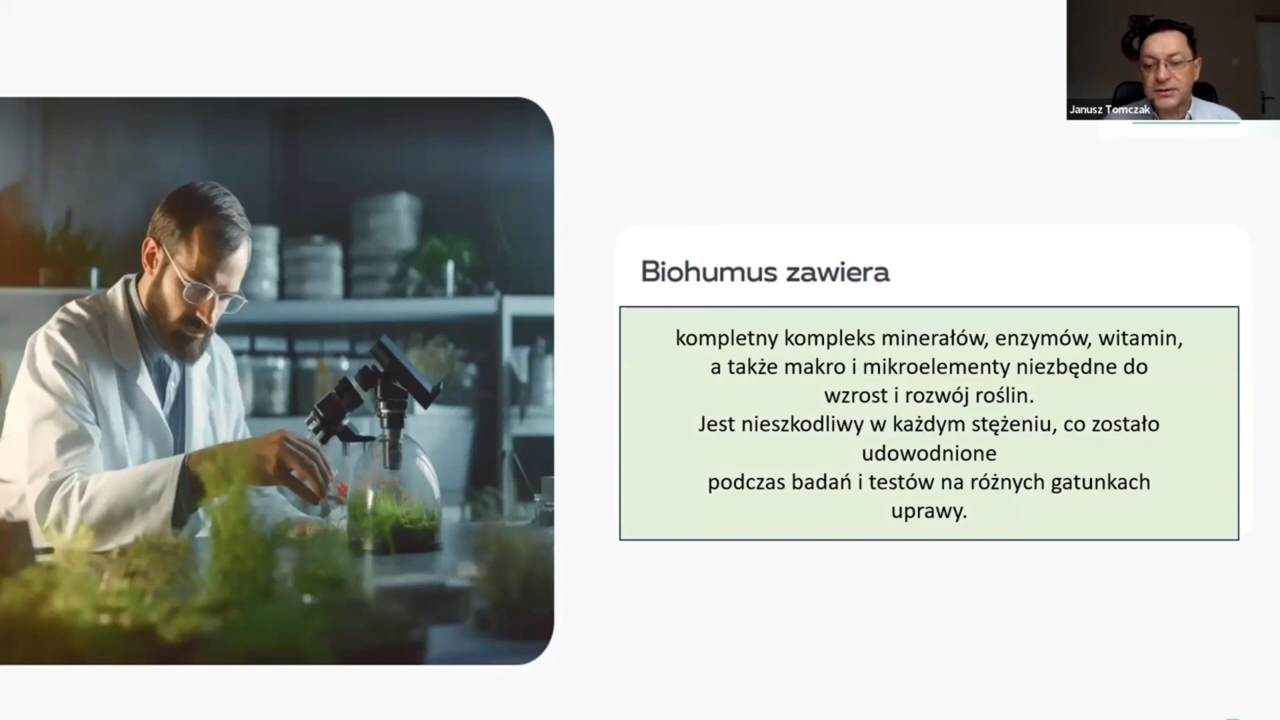 Janusz Tomczak
Biohumus zawiera
kompletny kompleks minerałów, enzymów, witamin,
a także makro i mikroelementy niezbędne do
wzrost i rozwój roślin.
Jest nieszkodliwy w każdym stężeniu, co zostało
udowodnione
podczas badań i testów na różnych gatunkach
uprawy.